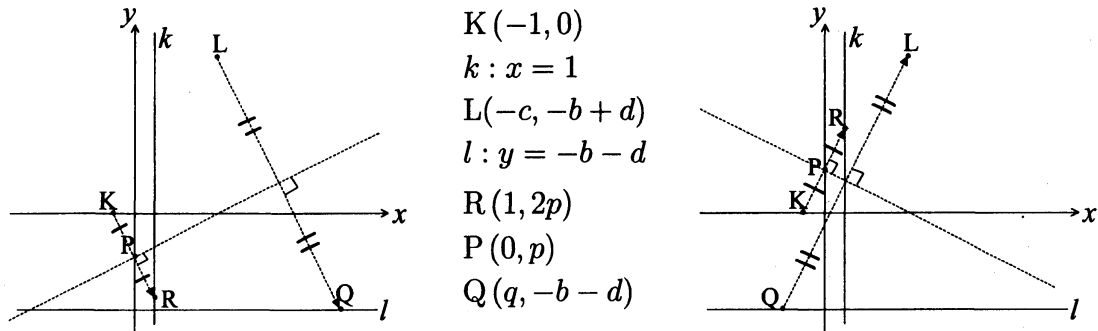 y
k
L
K
P
R
x
Q
l
K(−1, 0)
k : x = 1
L(−c, −b + d)
l : y = −b − d
R(1, 2p)
P(0, p)
Q(q, −b − d)
y
k
L
R
P
K
x
Q
l